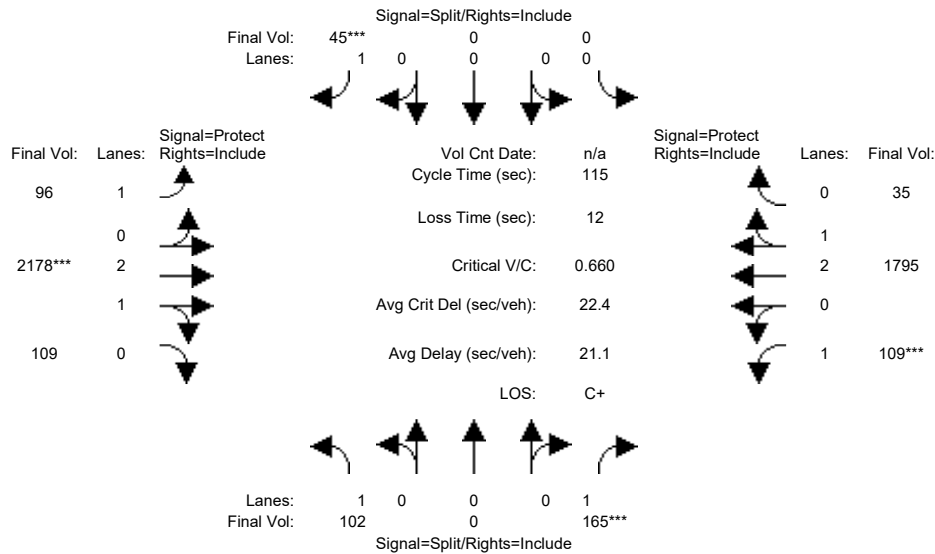 Signal=Split/Rights=Include
Final Vol: 45*** 0 0
Lanes: 1 0 0 0 0
Signal=Protect Signal=Protect
Final Vol: Lanes: Rights=Include Vol Cnt Date: n/a Rights=Include Lanes: Final Vol:
Cycle Time (sec): 115
96 1 0 35
Loss Time (sec): 12
0 1
2178*** 2 Critical V/C: 0.660 2 1795
1 Avg Crit Del (sec/veh): 22.4 0
109 0 Avg Delay (sec/veh): 21.1 1 109***
LOS: C+
Lanes: 1 0 0 0 1
Final Vol: 102 0 165***
Signal=Split/Rights=Include